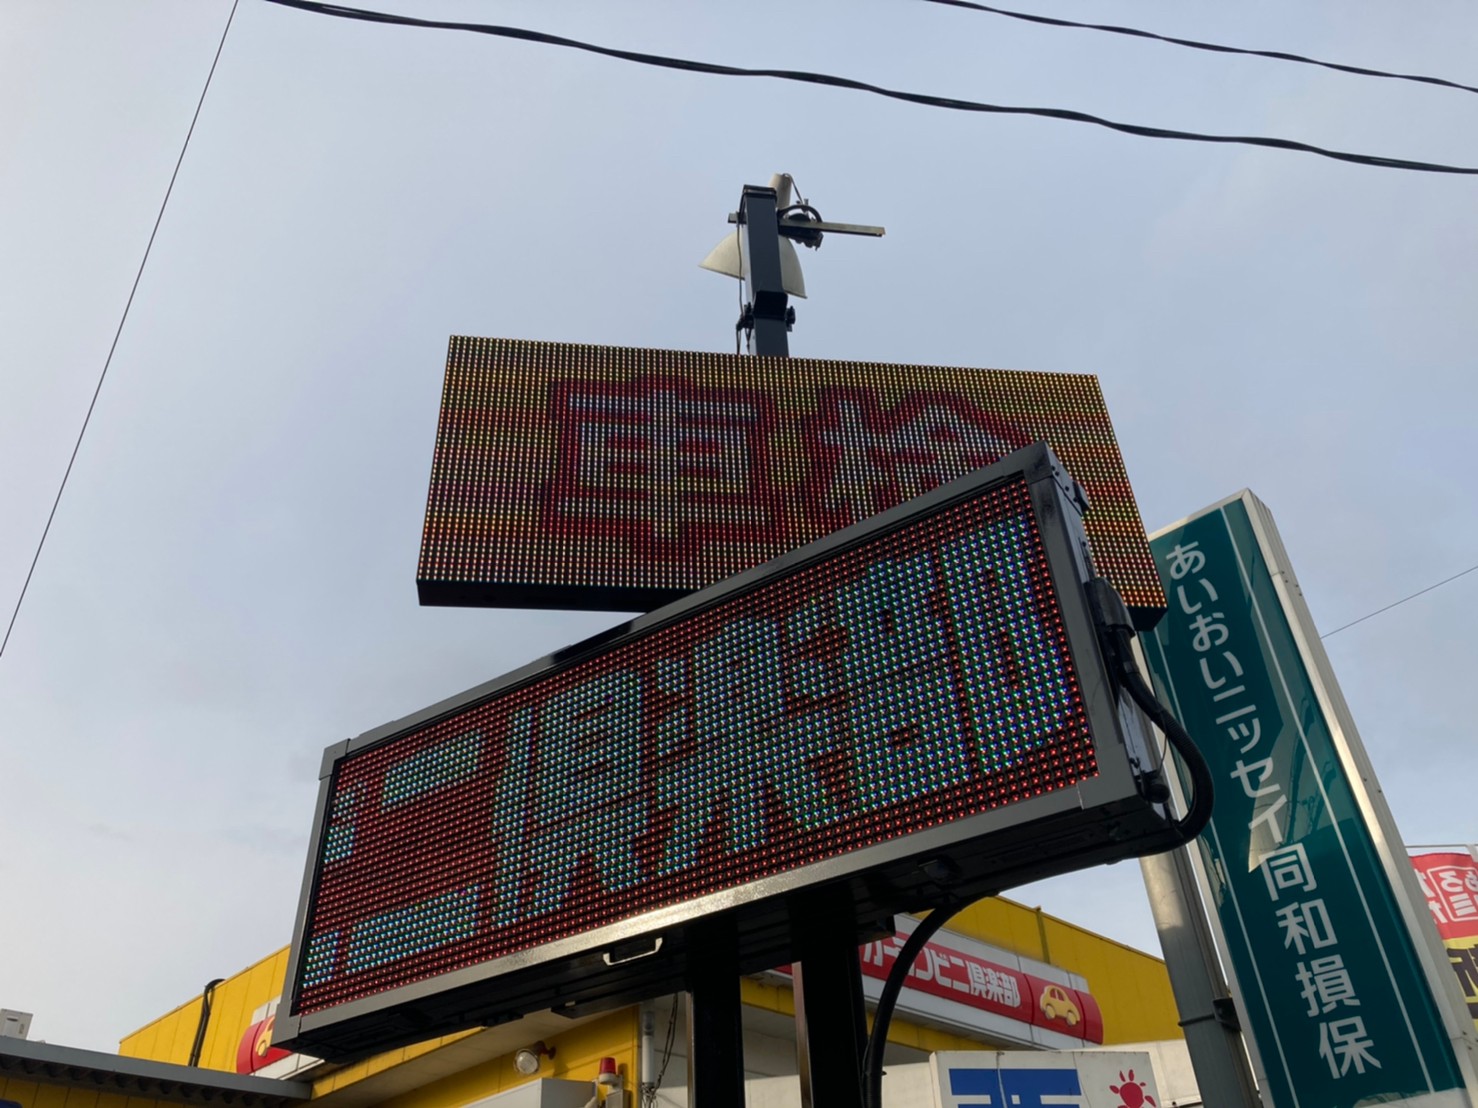 車検
ニ倶楽部
あいおいニッセイ同和損保
カーコンビニ倶楽部